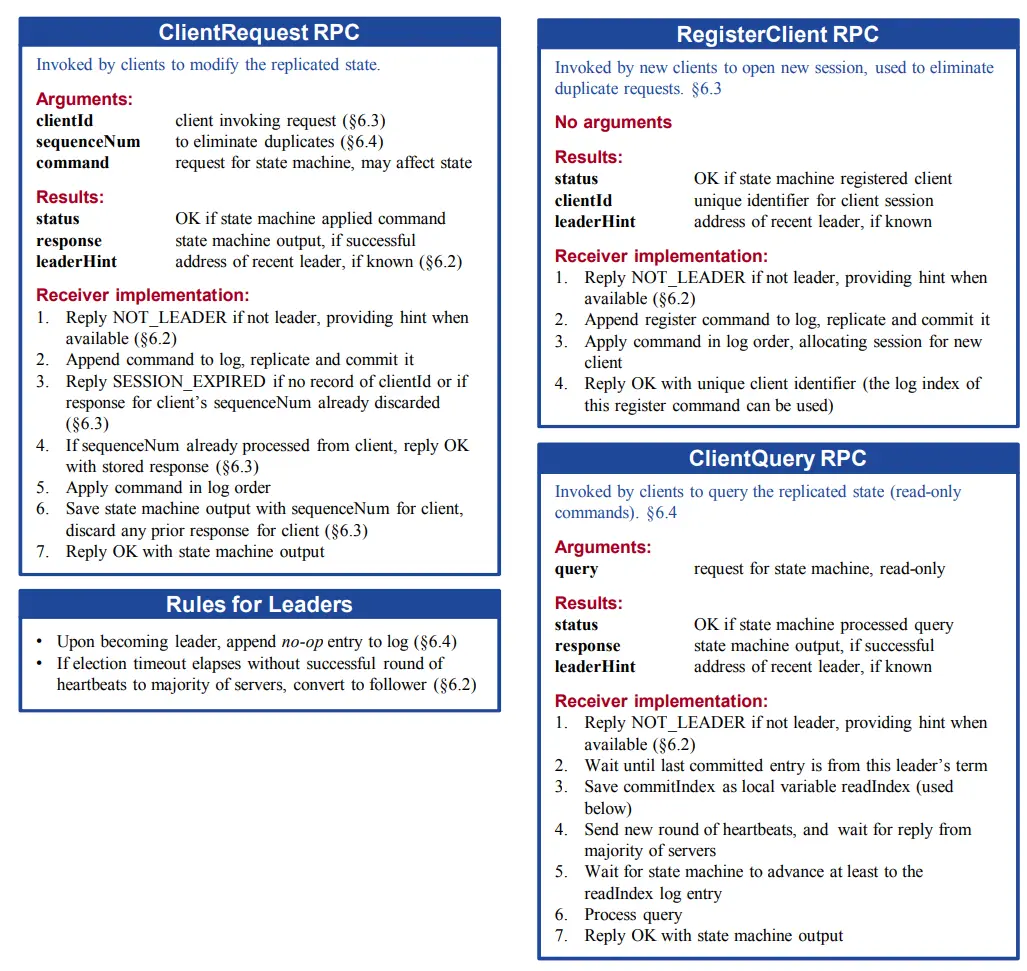 ClientRequest RPC
Invoked by clients to modify the replicated state.
Arguments:
clientId client invoking request (§6.3)
sequenceNum to eliminate duplicates (§6.4)
command request for state machine, may affect state
Results:
status OK if state machine applied command
response state machine output, if successful
leaderHint address of recent leader, if known (§6.2)
Receiver implementation:
1. Reply NOT_LEADER if not leader, providing hint when
available (§6.2)
2. Append command to log, replicate and commit it
3. Reply SESSION_EXPIRED if no record of clientId or if
response for client's sequenceNum already discarded
(§6.3)
4. If sequenceNum already processed from client, reply OK
with stored response (§6.3)
5. Apply command in log order
6. Save state machine output with sequenceNum for client,
discard any prior response for client (§6.3)
7. Reply OK with state machine output
Rules for Leaders
• Upon becoming leader, append no-op entry to log (§6.4)
• If election timeout elapses without successful round of
heartbeats to majority of servers, convert to follower (§6.2)
RegisterClient RPC
Invoked by new clients to open new session, used to eliminate
duplicate requests. §6.3
No arguments
Results:
status OK if state machine registered client
clientId unique identifier for client session
leaderHint address of recent leader, if known
Receiver implementation:
1. Reply NOT_LEADER if not leader, providing hint when
available (§6.2)
2. Append register command to log, replicate and commit it
3. Apply command in log order, allocating session for new
client
4. Reply OK with unique client identifier (the log index of
this register command can be used)
ClientQuery RPC
Invoked by clients to query the replicated state (read-only
commands). §6.4
Arguments:
query request for state machine, read-only
Results:
status OK if state machine processed query
response state machine output, if successful
leaderHint address of recent leader, if known
Receiver implementation:
1. Reply NOT_LEADER if not leader, providing hint when
available (§6.2)
2. Wait until last committed entry is from this leader's term
3. Save commitIndex as local variable readIndex (used
below)
4. Send new round of heartbeats, and wait for reply from
majority of servers
5. Wait for state machine to advance at least to the
readIndex log entry
6. Process query
7. Reply OK with state machine output